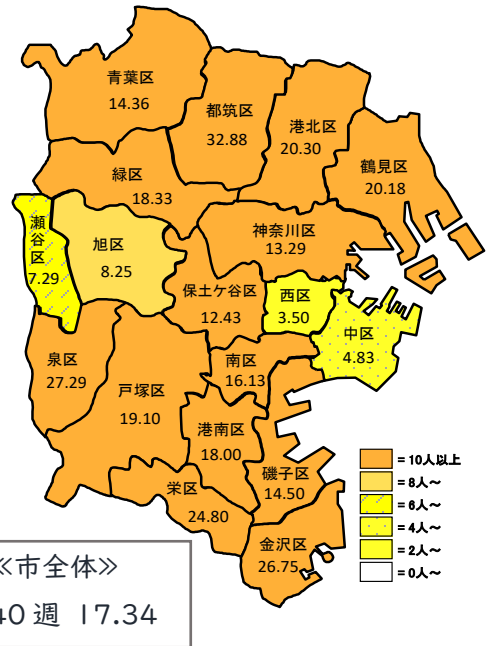 青葉区
14.36
都筑区
32.88
港北区
20.30
鶴見区
20.18
緑区
18.33
瀬谷区
7.29
旭区
8.25
神奈川区
13.29
保土ケ谷区
12.43
西区
3.50
中区
4.83
泉区
27.29
戸塚区
19.10
南区
16.13
港南区
18.00
磯子区
14.50
栄区
24.80
金沢区
26.75
= 10人以上
= 8人～
= 6人～
= 4人～
= 2人～
= 0人～
≪市全体≫
40週 17.34